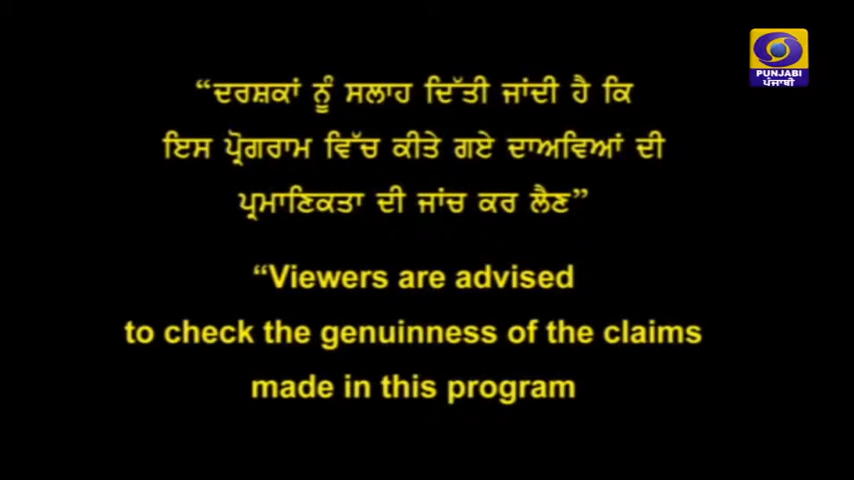 PUNJABI
ਪੰਜਾਬੀ
“ਦਰਸ਼ਕਾਂ ਨੂੰ ਸਲਾਹ ਦਿੱਤੀ ਜਾਂਦੀ ਹੈ ਕਿ
ਇਸ ਪ੍ਰੋਗਰਾਮ ਵਿੱਚ ਕੀਤੇ ਗਏ ਦਾਅਵਿਆਂ ਦੀ
ਪ੍ਰਮਾਣਿਕਤਾ ਦੀ ਜਾਂਚ ਕਰ ਲੈਣ”
“Viewers are advised
to check the genuinness of the claims
made in this program